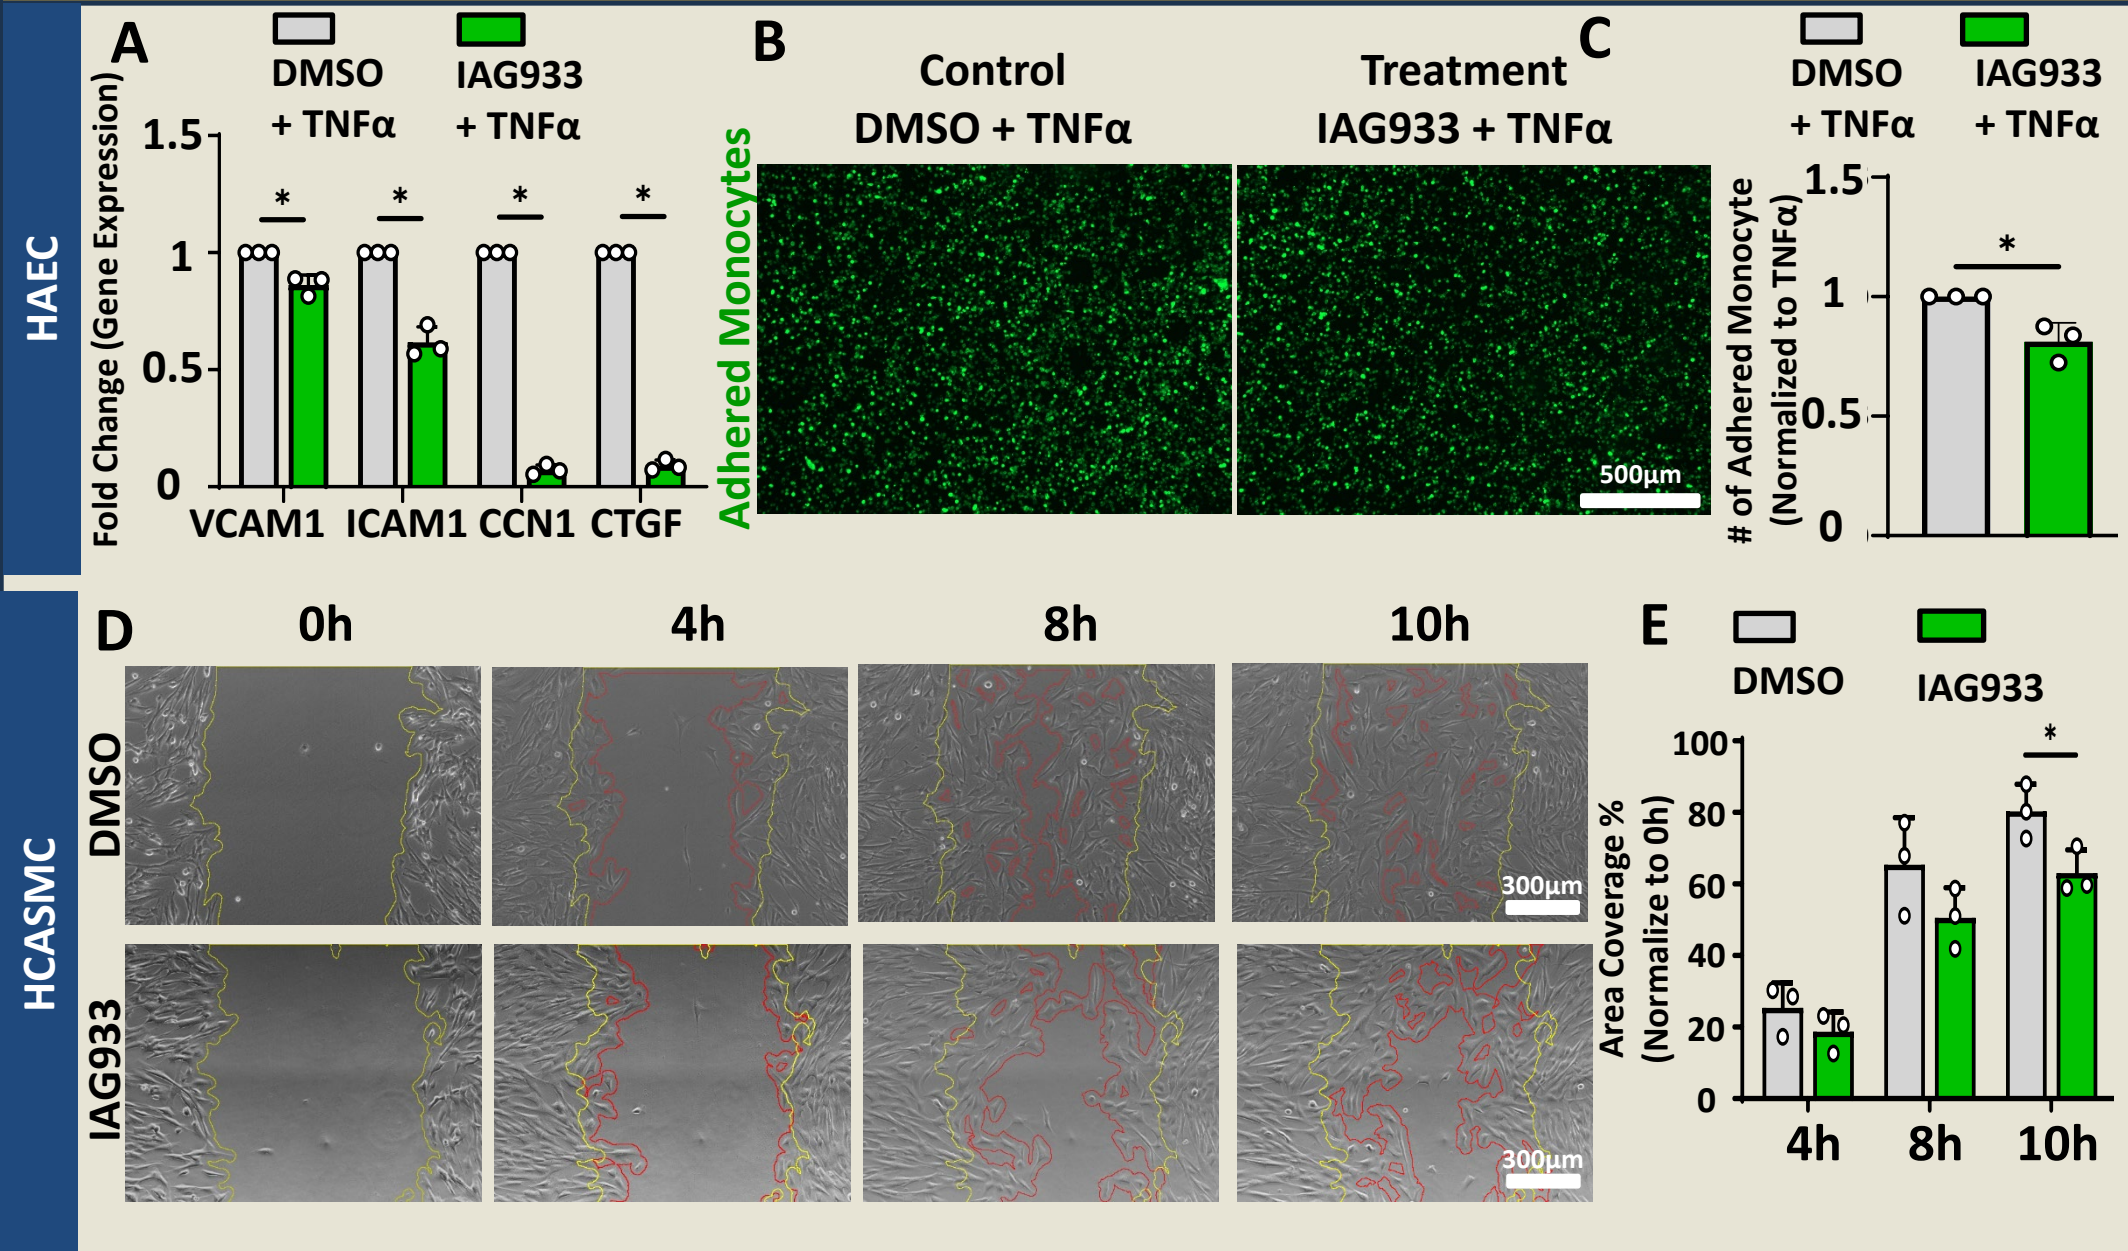 HAEC
A
DMSO
+ TNFα
IAG933
+ TNFα
Fold Change (Gene Expression)
1.5
1
0.5
0
*
*
*
*
VCAM1
ICAM1
CCN1
CTGF
B
Control
DMSO + TNFα
Treatment
IAG933 + TNFα
Adhered Monocytes
500µm
C
DMSO
+ TNFα
IAG933
+ TNFα
# of Adhered Monocyte
(Normalized to TNFα)
1.5
1
0.5
0
*
HCASMC
D
0h
4h
8h
10h
DMSO
300µm
IAG933
300µm
E
DMSO
IAG933
Area Coverage %
(Normalize to 0h)
100
80
60
40
20
0
*
4h
8h
10h